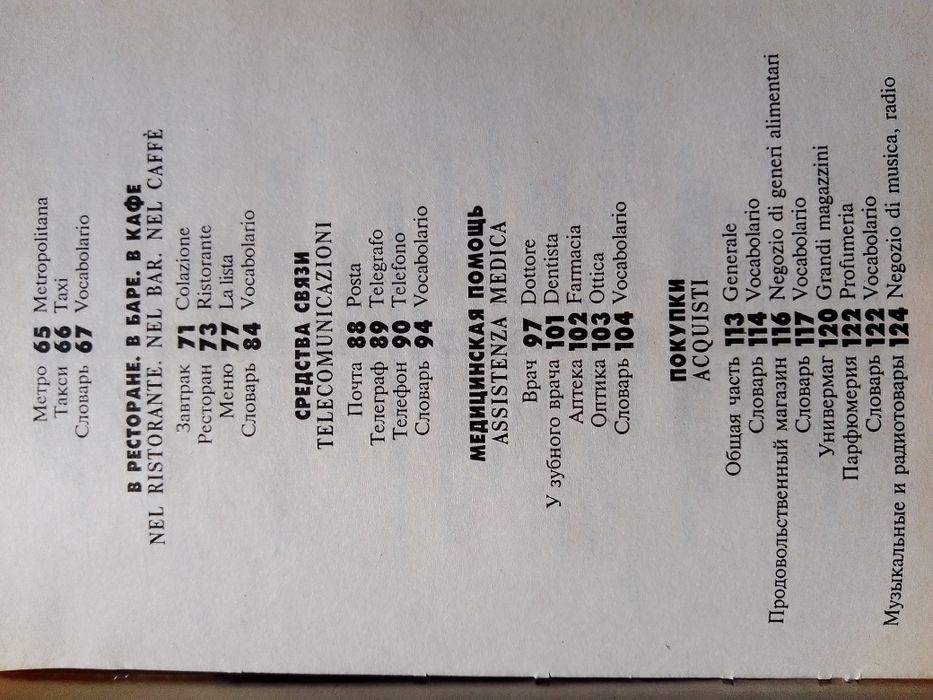 Метро 65 Metropolitana
Такси 66 Taxi
Словарь 67 Vocabolario
В РЕСТОРАНЕ. В БАРЕ. В КАФЕ
NEL RISTORANTE. NEL BAR. NEL CAFFÈ
Завтрак 71 Colazione
Ресторан 73 Ristorante
Меню 77 La lista
Словарь 84 Vocabolario
СРЕДСТВА СВЯЗИ
TELECOMUNICAZIONI
Почта 88 Posta
Телеграф 89 Telegrafo
Телефон 90 Telefono
Словарь 94 Vocabolario
МЕДИЦИНСКАЯ ПОМОЩЬ
ASSISTENZA MEDICA
Врач 97 Dottore
У зубного врача 101 Dentista
Аптека 102 Farmacia
Оптика 103 Ottica
Словарь 104 Vocabolario
ПОКУПКИ
ACQUISTI
Общая часть 113 Generale
Словарь 114 Vocabolario
Продовольственный магазин 116 Negozio di generi alimentari
Словарь 117 Vocabolario
Универмаг 120 Grandi magazzini
Парфюмерия 122 Profumeria
Словарь 122 Vocabolario
Музыкальные и радиотовары 124 Negozio di musica, radio